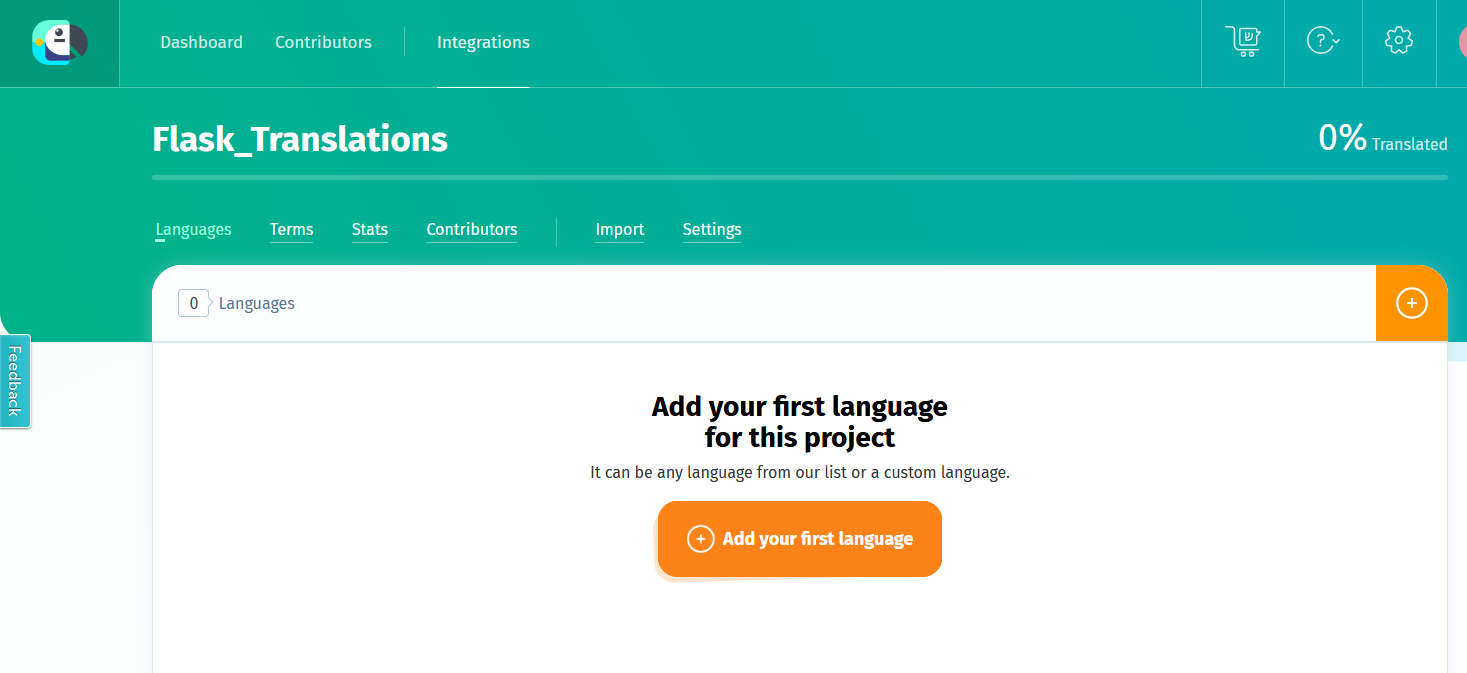 Dashboard Contributors Integrations
Flask_Translations
0% Translated
Languages Terms Stats Contributors Import Settings
0 Languages
Feedback
Add your first language
for this project
It can be any language from our list or a custom language.
Add your first language